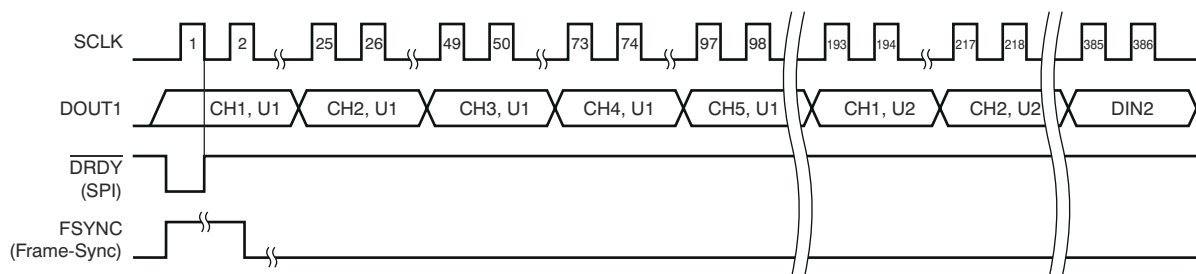 SCLK 1 2 25 26 49 50 73 74 97 98 193 194 217 218 385 386
DOUT1 CH1, U1 CH2, U1 CH3, U1 CH4, U1 CH5, U1 CH1, U2 CH2, U2 DIN2
DRDY
(SPI)
FSYNC
(Frame-Sync)